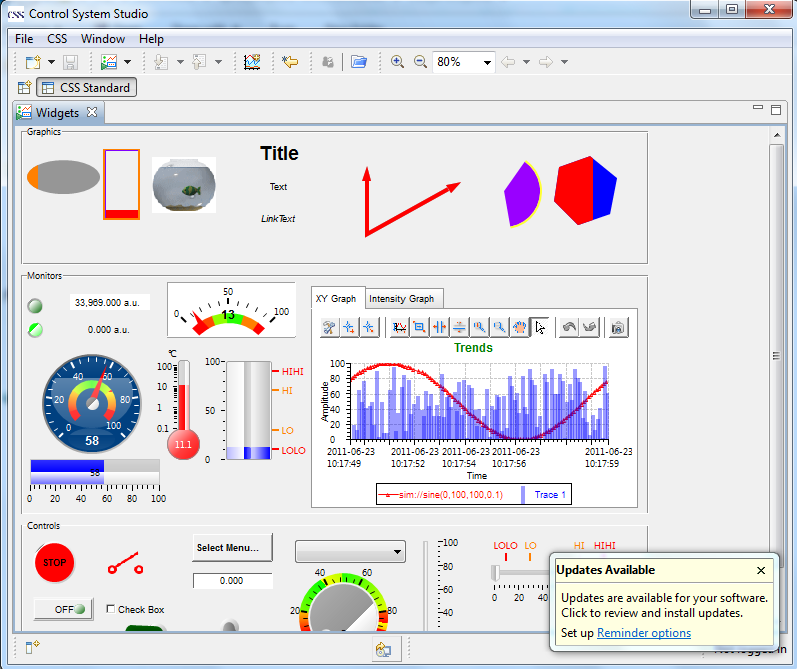 css Control System Studio
File CSS Window Help
80%
CSS Standard
Widgets
Graphics
Title
Text
LinkText
Monitors
33,969.000 a.u.
0.000 a.u.
0 50 100
13
XY Graph Intensity Graph
Trends
Amplitude
100
80
60
40
20
0
2011-06-23 2011-06-23 2011-06-23 2011-06-23 2011-06-23
10:17:49 10:17:52 10:17:54 10:17:56 10:17:59
Time
sim://sine(0,100,100,0.1) Trace 1
0 20 40 60 80 100
58
°C
100
10
1
0.1
11.1
100
50
0
HIHI
HI
LO
LOLO
58
0 20 40 60 80 100
Controls
STOP
Select Menu...
0.000
OFF
Check Box
20 40 60 80
100
80
60
40
LOLO LO HI HIHI
0 20 40
Updates Available
Updates are available for your software.
Click to review and install updates.
Set up Reminder options